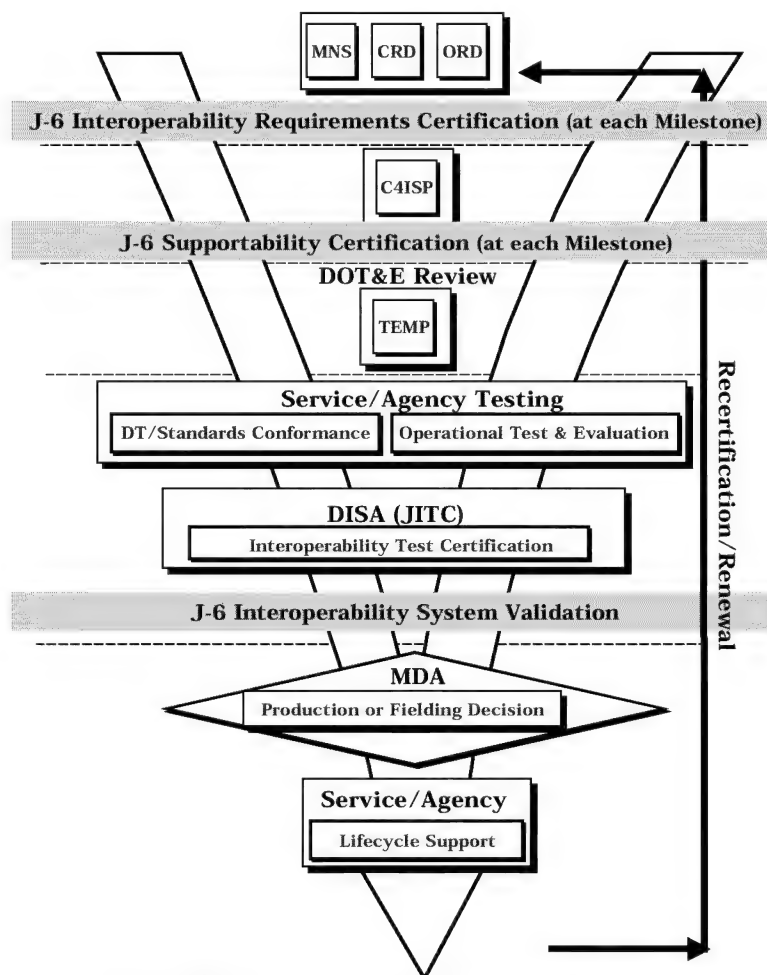 MNS CRD ORD
J-6 Interoperability Requirements Certification (at each Milestone)
C4ISP
J-6 Supportability Certification (at each Milestone)
DOT&E Review
TEMP
Service/Agency Testing
DT/Standards Conformance Operational Test & Evaluation
DISA (JITC)
Interoperability Test Certification
J-6 Interoperability System Validation
MDA
Production or Fielding Decision
Service/Agency
Lifecycle Support
Recertification/Renewal